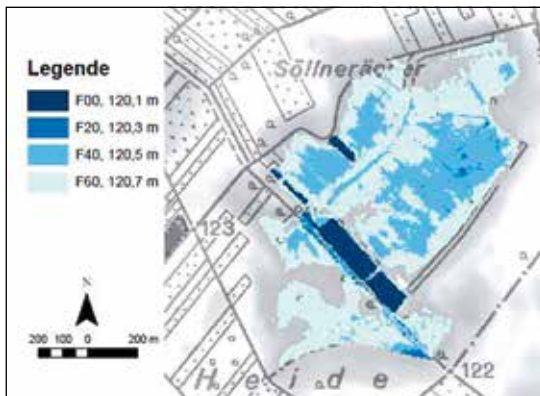 Legende
F00, 120,1 m
F20, 120,3 m
F40, 120,5 m
F60, 120,7 m
N
200 100 0 200 m
Söllneräcker
123
122
Heide